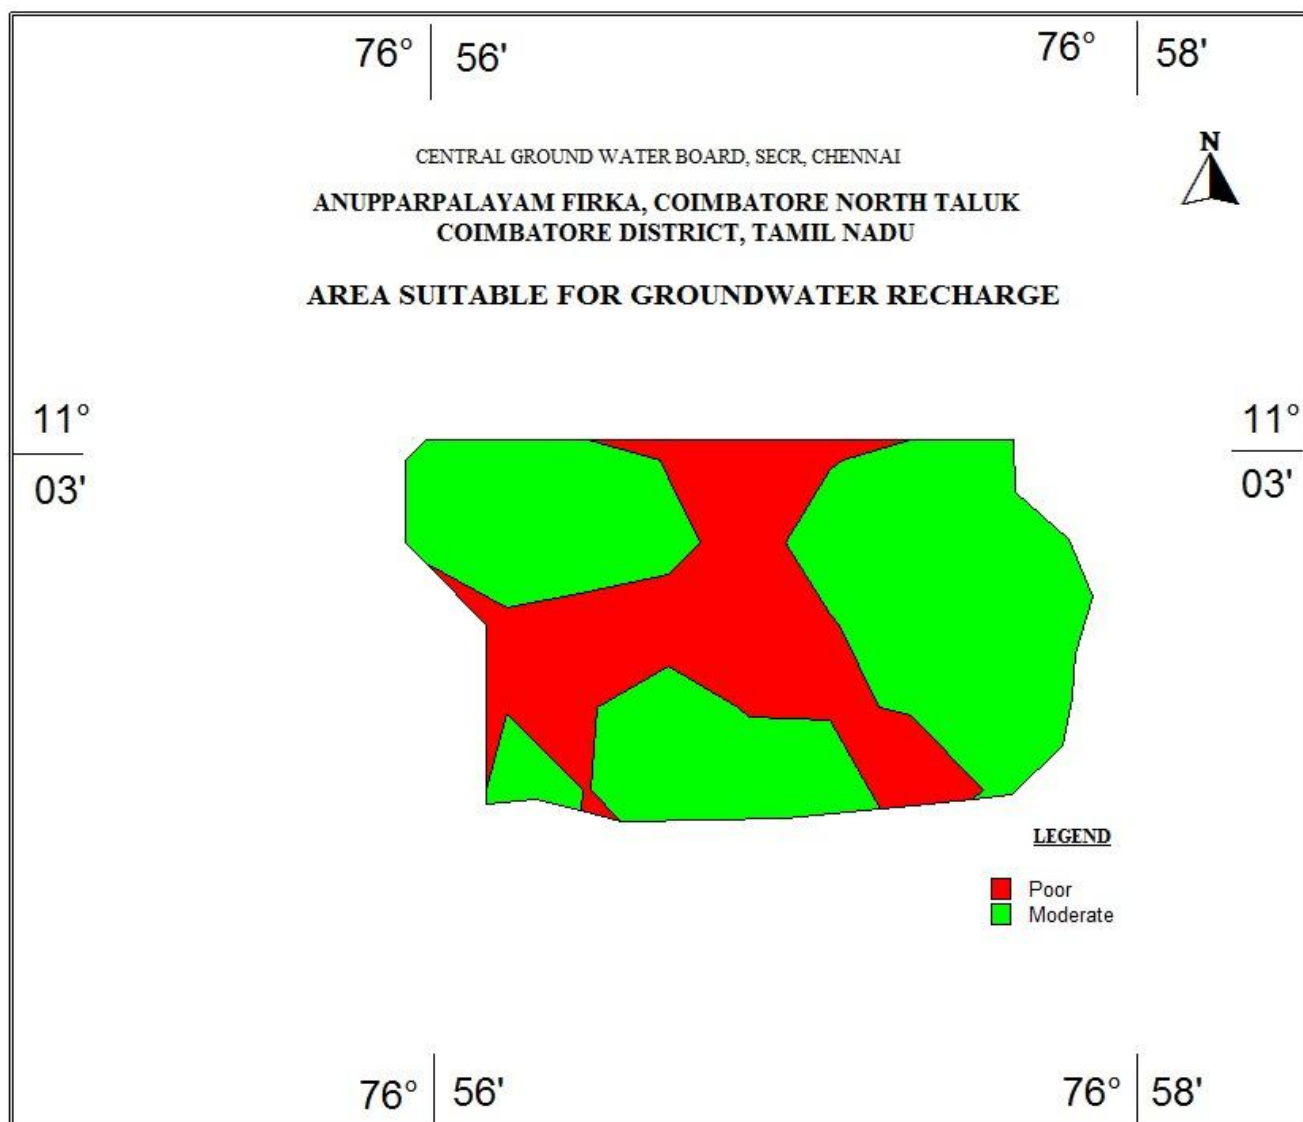 76° 56' 76° 58'
CENTRAL GROUND WATER BOARD, SECR, CHENNAI
N
ANUPPARPALAYAM FIRKA, COIMBATORE NORTH TALUK
COIMBATORE DISTRICT, TAMIL NADU
AREA SUITABLE FOR GROUNDWATER RECHARGE
11° 11°
03' 03'
LEGEND
Poor
Moderate
76° 56' 76° 58'